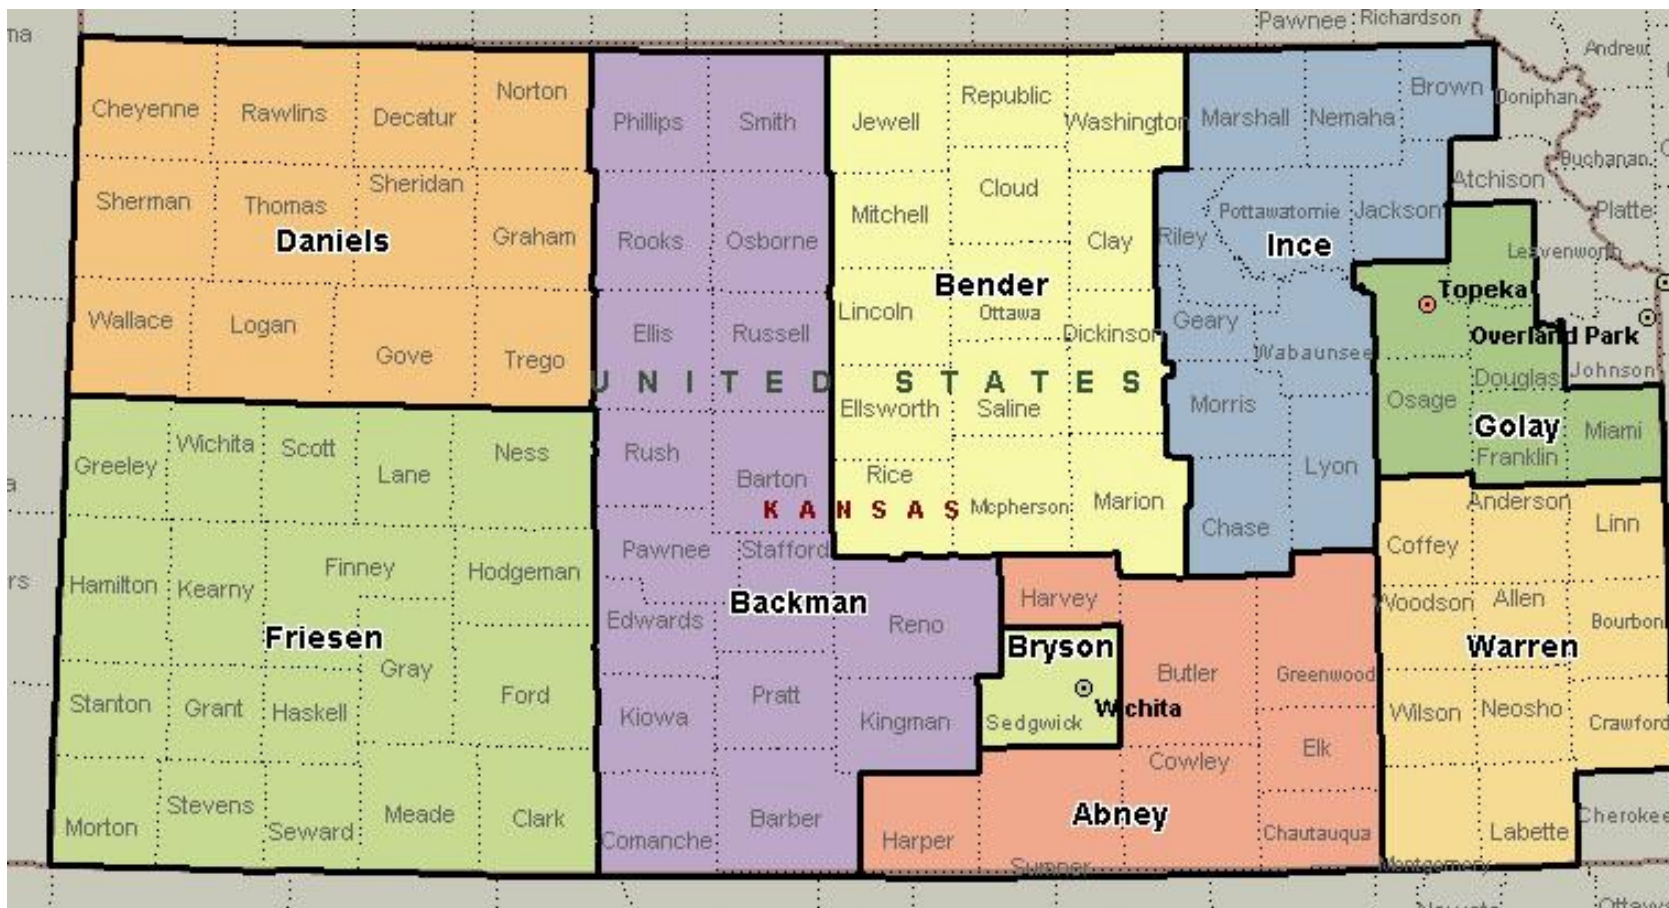 Pawnee
Richardson
Andrew
Norton
Cheyenne
Rawlins
Decatur
Phillips
Smith
Jewell
Republic
Washington
Marshall
Nemaha
Brown
Doniphan
Buchanan
Sherman
Thomas
Sheridan
Graham
Daniels
Rooks
Osborne
Mitchell
Cloud
Clay
Riley
Pottawatomie
Jackson
Atchison
Platte
Ince
Leavenworth
Bender
Topeka
Wallace
Logan
Gove
Trego
Ellis
Russell
Lincoln
Ottawa
Dickinson
Geary
Wabaunsee
Overland Park
Johnson
Douglas
UNITED STATES
Ellsworth
Saline
Morris
Osage
Golay
Miami
Franklin
Greeley
Wichita
Scott
Lane
Ness
Rush
Barton
Rice
Mcpherson
Marion
Lyon
KANSAS
Chase
Anderson
Linn
Coffey
Hamilton
Kearny
Finney
Hodgeman
Pawnee
Stafford
Backman
Harvey
Woodson
Allen
Bourbon
Friesen
Edwards
Reno
Bryson
Butler
Greenwood
Warren
Gray
Stanton
Grant
Haskell
Ford
Kiowa
Pratt
Kingman
Sedgwick
Wichita
Wilson
Neosho
Crawford
Elk
Cowley
Morton
Stevens
Seward
Meade
Clark
Comanche
Barber
Harper
Abney
Chautauqua
Labette
Cherokee
Sumner
Montgomery